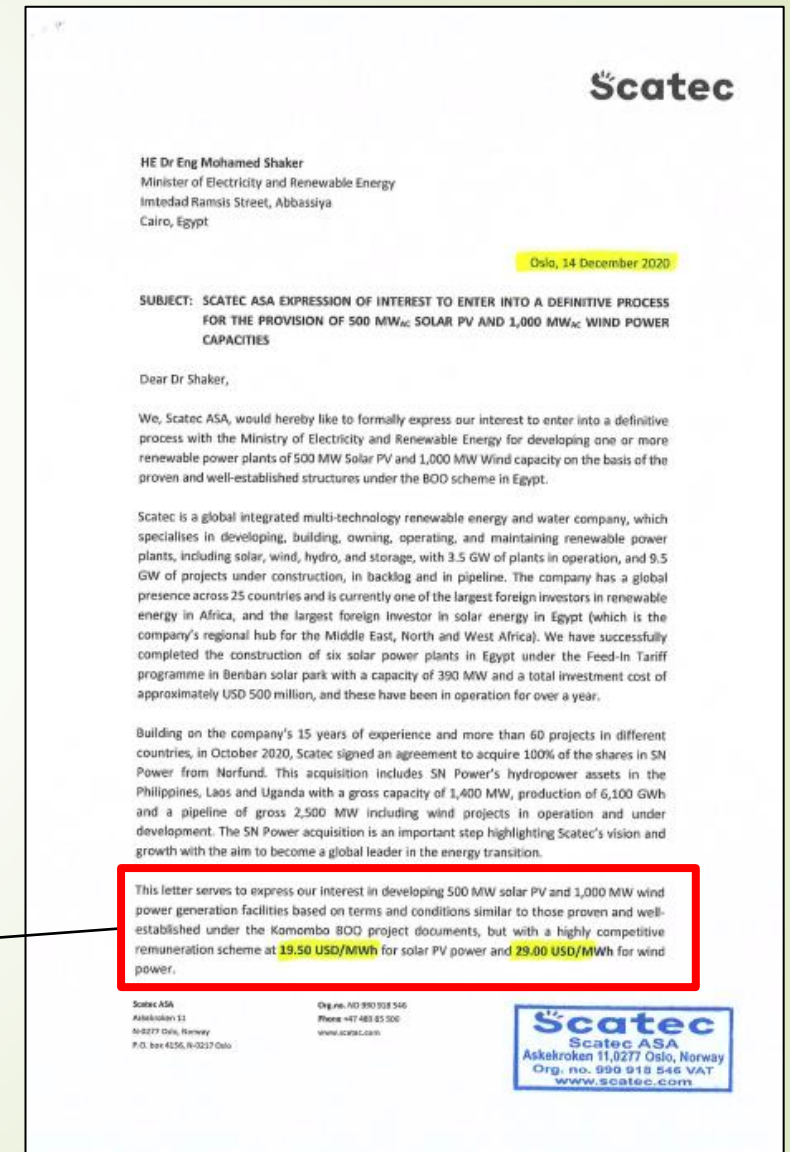 Scatec
HE Dr Eng Mohamed Shaker
Minister of Electricity and Renewable Energy
Imtedad Ramsis Street, Abbassiya
Cairo, Egypt
Oslo, 14 December 2020
SUBJECT: SCATEC ASA EXPRESSION OF INTEREST TO ENTER INTO A DEFINITIVE PROCESS
FOR THE PROVISION OF 500 MWAC SOLAR PV AND 1,000 MWAC WIND POWER
CAPACITIES
Dear Dr Shaker,
We, Scatec ASA, would hereby like to formally express our interest to enter into a definitive
process with the Ministry of Electricity and Renewable Energy for developing one or more
renewable power plants of 500 MW Solar PV and 1,000 MW Wind capacity on the basis of the
proven and well-established structures under the BOO scheme in Egypt.
Scatec is a global integrated multi-technology renewable energy and water company, which
specialises in developing, building, owning, operating, and maintaining renewable power
plants, including solar, wind, hydro, and storage, with 3.5 GW of plants in operation, and 9.5
GW of projects under construction, in backlog and in pipeline. The company has a global
presence across 25 countries and is currently one of the largest foreign investors in renewable
energy in Africa, and the largest foreign investor in solar energy in Egypt (which is the
company's regional hub for the Middle East, North and West Africa). We have successfully
completed the construction of six solar power plants in Egypt under the Feed-In Tariff
programme in Benban solar park with a capacity of 390 MW and a total investment cost of
approximately USD 500 million, and these have been in operation for over a year.
Building on the company's 15 years of experience and more than 60 projects in different
countries, in October 2020, Scatec signed an agreement to acquire 100% of the shares in SN
Power from Norfund. This acquisition includes SN Power's hydropower assets in the
Philippines, Laos and Uganda with a gross capacity of 1,400 MW, production of 6,100 GWh
and a pipeline of gross 2,500 MW including wind projects in operation and under
development. The SN Power acquisition is an important step highlighting Scatec's vision and
growth with the aim to become a global leader in the energy transition.
This letter serves to express our interest in developing 500 MW solar PV and 1,000 MW wind
power generation facilities based on terms and conditions similar to those proven and well-
established under the Komombo BOO project documents, but with a highly competitive
remuneration scheme at 19.50 USD/MWh for solar PV power and 29.00 USD/MWh for wind
power.
Scatec ASA
Askekroken 11
N-0277 Oslo, Norway
P.O. box 4156, N-0217 Oslo
Org.no. NO 990 918 546
Phone +47 483 85 500
www.scatec.com
Scatec
Scatec ASA
Askekroken 11,0277 Oslo, Norway
Org. no. 990 918 546 VAT
www.scatec.com